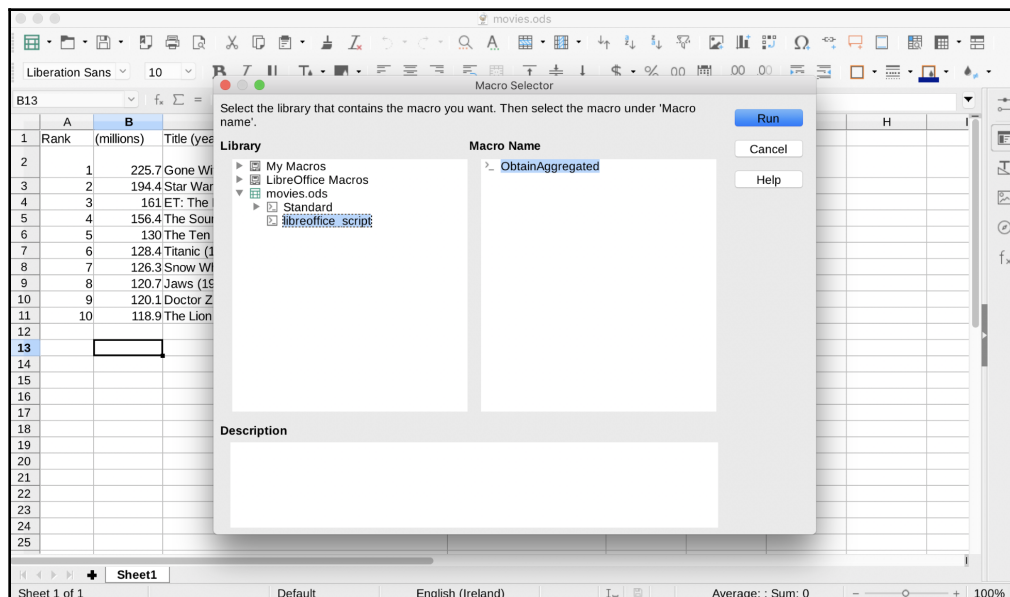 movies.ods
Liberation Sans 10
B13
Macro Selector
Select the library that contains the macro you want. Then select the macro under 'Macro
name'.
Library
Macro Name
Run
Cancel
Help
My Macros
LibreOffice Macros
movies.ods
Standard
libreoffice_script
ObtainAggregated
Description
A B H
1 Rank (millions) Title (yea
2 1 225.7 Gone Wi
3 2 194.4 Star War
4 3 161 ET: The
5 4 156.4 The Sour
6 5 130 The Ten
7 6 128.4 Titanic (1
8 7 126.3 Snow Wh
9 8 120.7 Jaws (19
10 9 120.1 Doctor Z
11 10 118.9 The Lion
12
13
14
15
16
17
18
19
20
21
22
23
24
25
Sheet1
Sheet 1 of 1 Default English (Ireland) Average: ; Sum: 0 100%